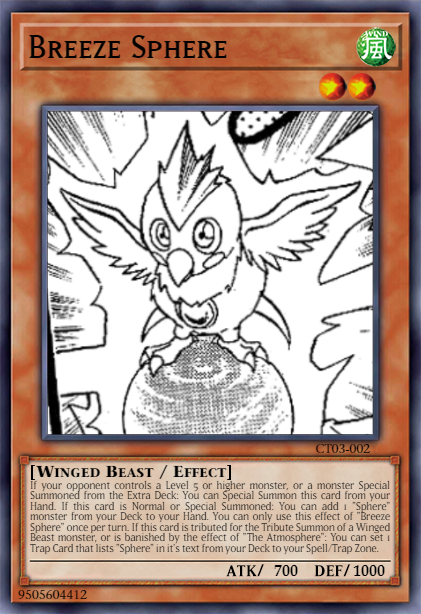 Breeze Sphere
WIND
風
CT03-002
[Winged Beast / Effect]
If your opponent controls a Level 5 or higher monster, or a monster Special
Summoned from the Extra Deck: You can Special Summon this card from your
Hand. If this card is Normal or Special Summoned: You can add 1 "Sphere"
monster from your Deck to your Hand. You can only use this effect of "Breeze
Sphere" once per turn. If this card is tributed for the Tribute Summon of a Winged
Beast monster, or is banished by the effect of "The Atmosphere": You can set 1
Trap Card that lists "Sphere" in it's text from your Deck to your Spell/Trap Zone.
ATK/ 700 DEF/1000
9505604412